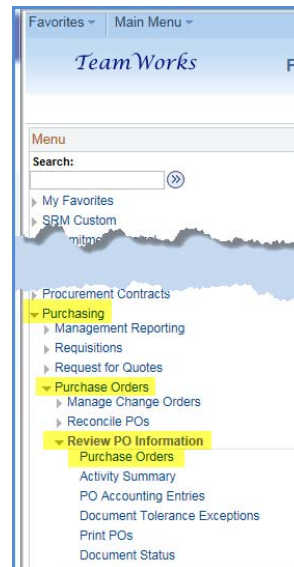 Favorites Main Menu
TeamWorks
Menu
Search:
My Favorites
SRM Custom
Procurement Contracts
Purchasing
Management Reporting
Requisitions
Request for Quotes
Purchase Orders
Manage Change Orders
Reconcile POs
Review PO Information
Purchase Orders
Activity Summary
PO Accounting Entries
Document Tolerance Exceptions
Print POs
Document Status